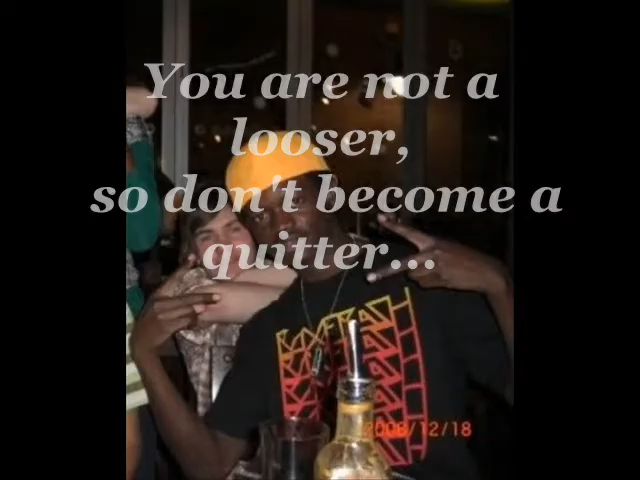 You are not a
looser,
so don't become a
quitter...
2008/12/18